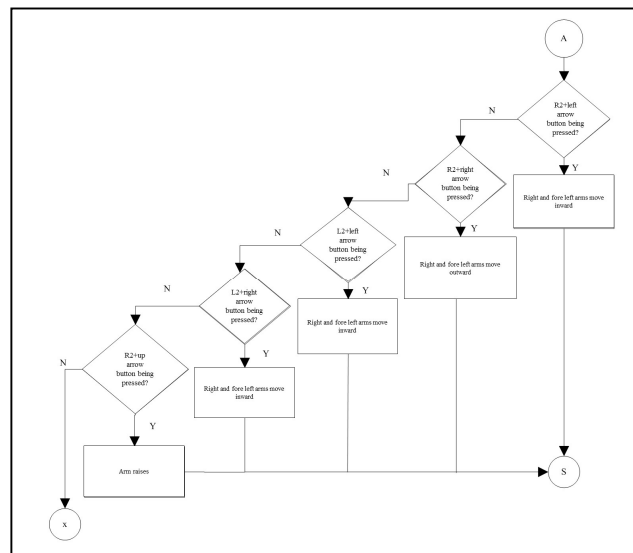 A
R2+left
arrow
button being
pressed?
N
Y
Right and fore left arms move
invard
R2+right
arrow
button being
pressed?
N
Y
Right and fore left arms move
outward
L2+left
arrow
button being
pressed?
N
Y
Right and fore left arms move
invard
L2+right
arrow
button being
pressed?
N
Y
Right and fore left arms move
invard
R2+up
arrow
button being
pressed?
N
Y
Arm raises
S
x